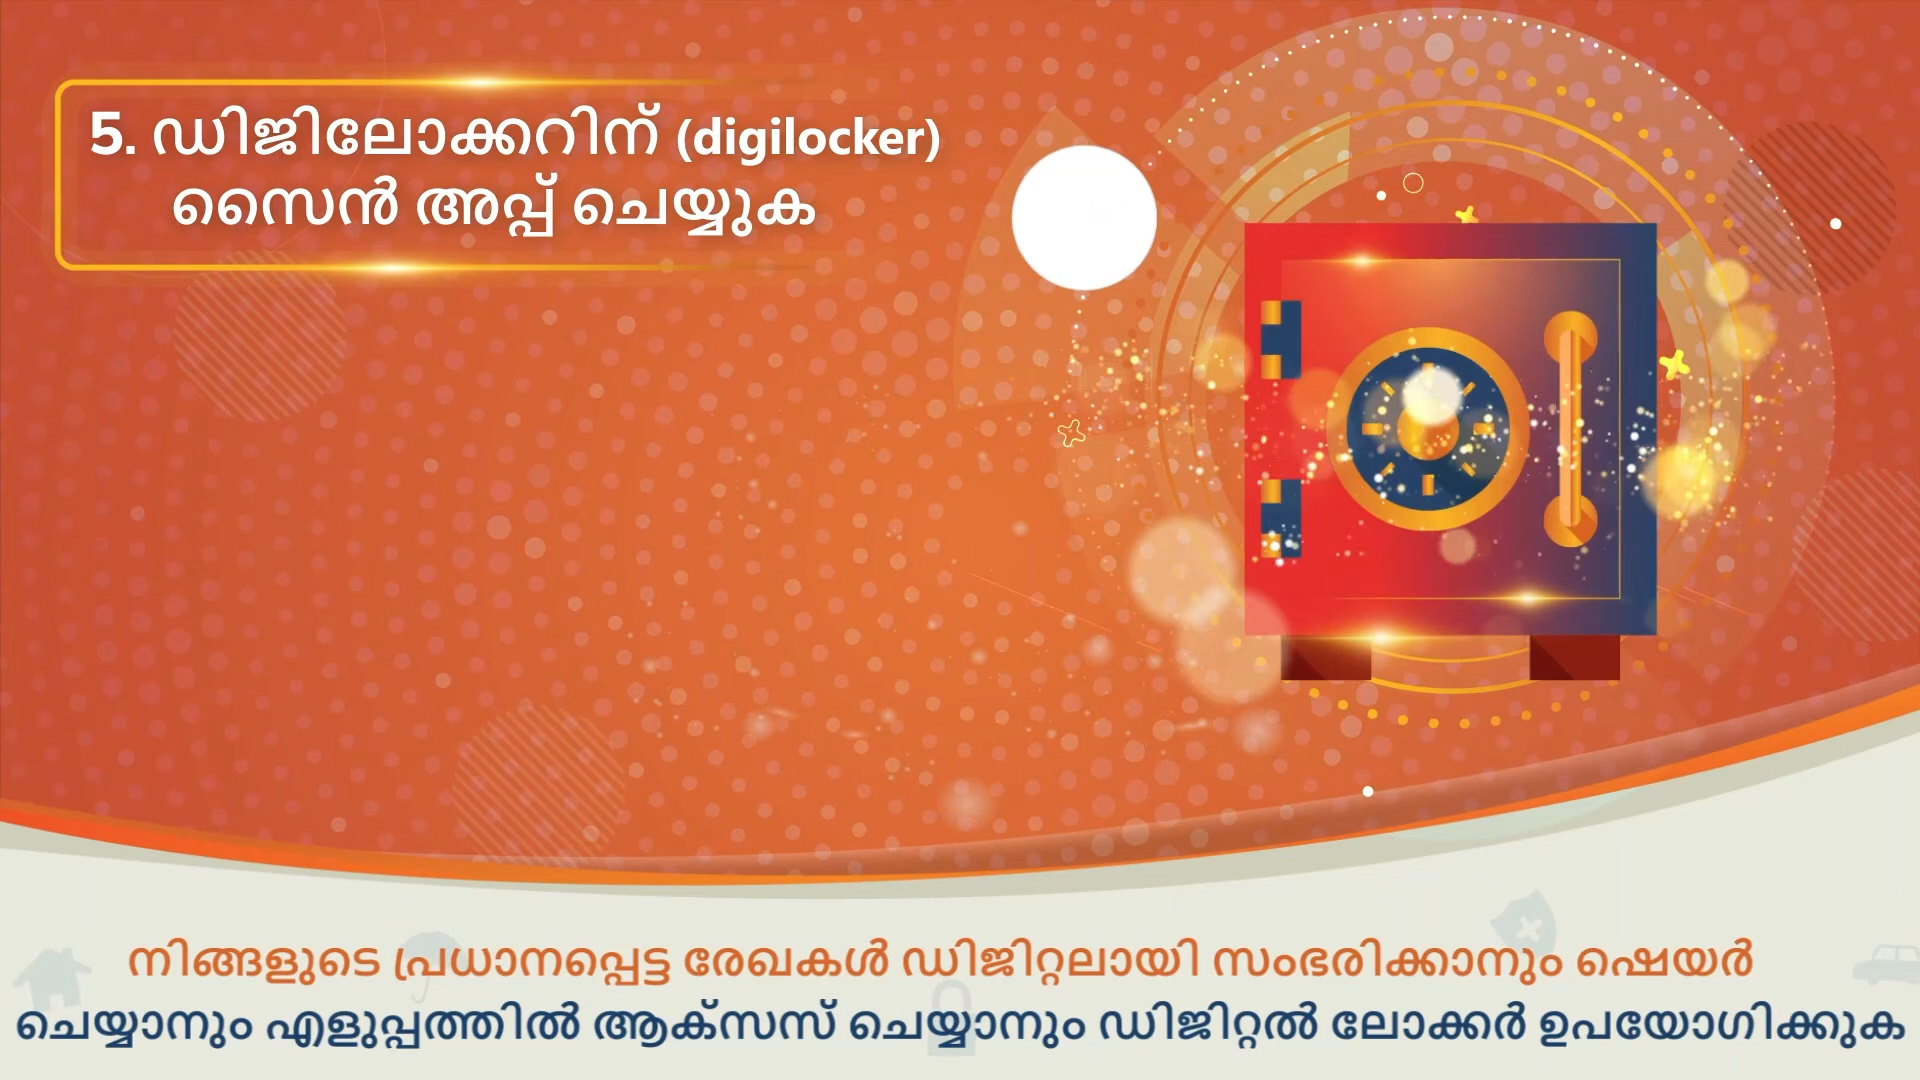 5. ഡിജിലോക്കറിന് (digilocker)
സൈൻ അപ്പ് ചെയ്യുക
നിങ്ങളുടെ പ്രധാനപ്പെട്ട രേഖകൾ ഡിജിറ്റലായി സംഭരിക്കാനും ഷെയർ
ചെയ്യാനും എളുപ്പത്തിൽ ആക്സസ് ചെയ്യാനും ഡിജിറ്റൽ ലോക്കർ ഉപയോഗിക്കുക